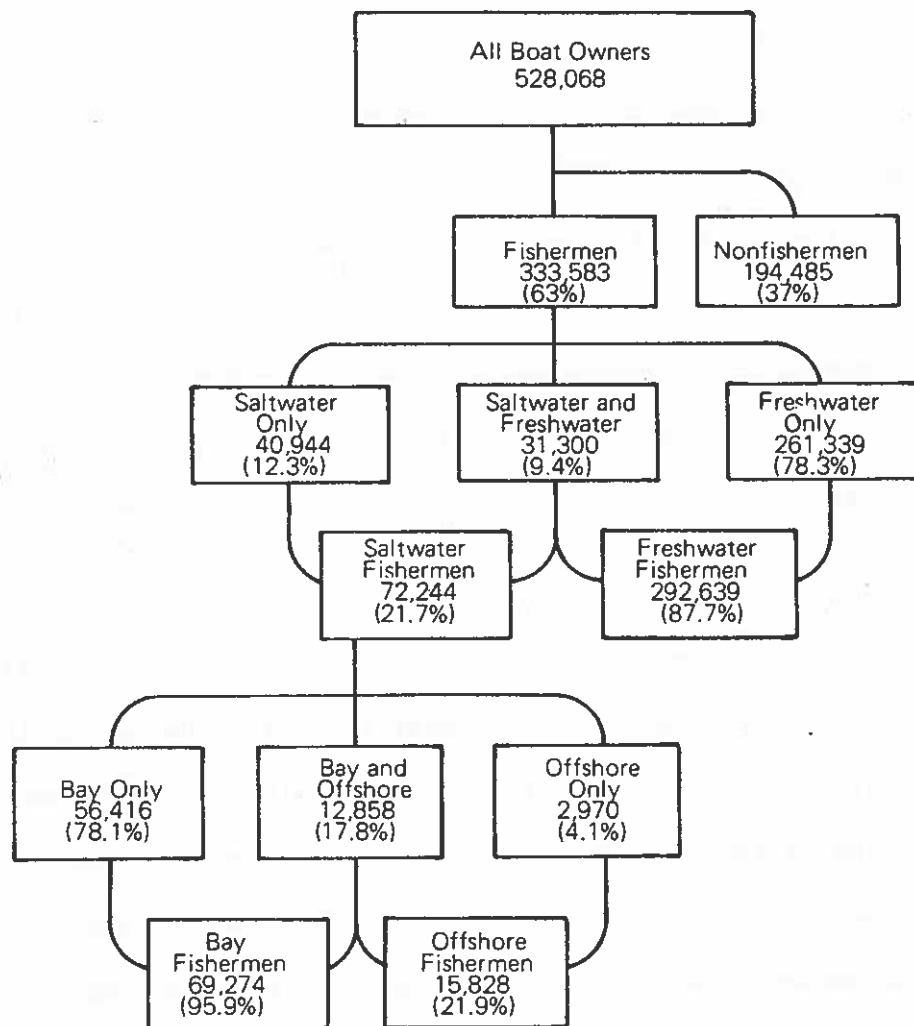 All Boat Owners
528,068
Fishermen
333,583
(63%)
Nonfishermen
194,485
(37%)
Saltwater
Only
40,944
(12.3%)
Saltwater and
Freshwater
31,300
(9.4%)
Freshwater
Only
261,339
(78.3%)
Saltwater
Fishermen
72,244
(21.7%)
Freshwater
Fishermen
292,639
(87.7%)
Bay Only
56,416
(78.1%)
Bay and
Offshore
12,858
(17.8%)
Offshore
Only
2,970
(4.1%)
Bay
Fishermen
69,274
(95.9%)
Offshore
Fishermen
15,828
(21.9%)